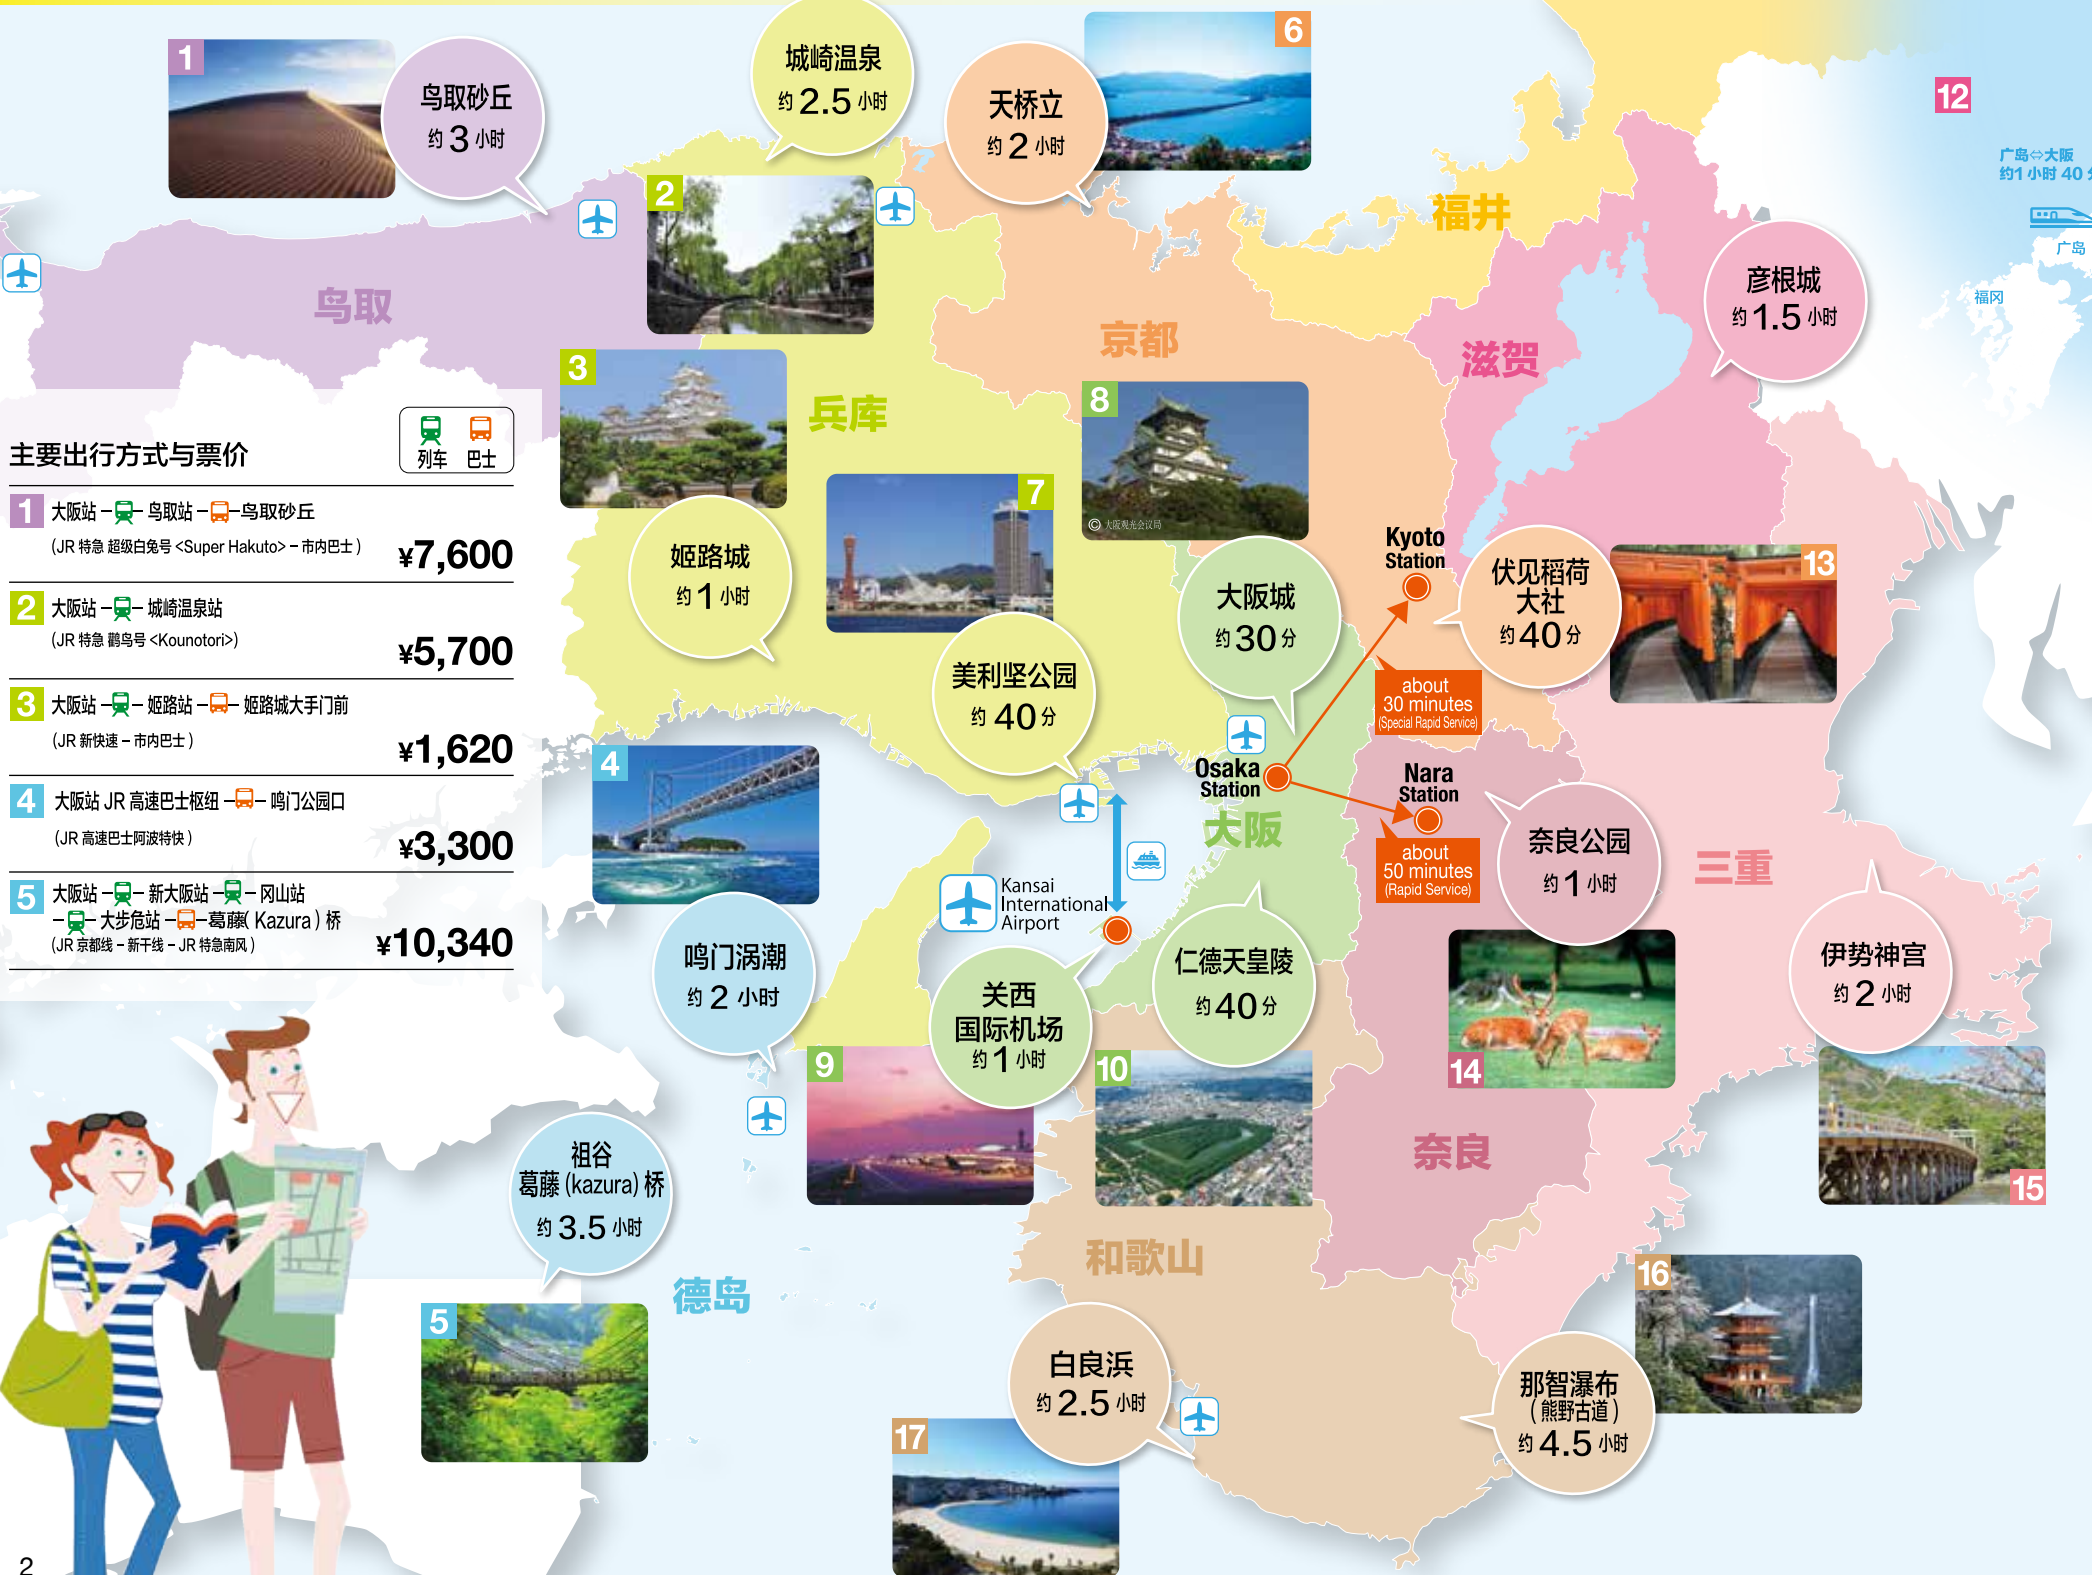 1
鸟取砂丘
约 3 小时
城崎温泉
约 2.5 小时
2
天桥立
约 2 小时
6
12
广岛⇔大阪
约1 小时 40
广岛
福冈
福井
鸟取
京都
滋贺
彦根城
约 1.5 小时
兵库
3
姬路城
约 1 小时
7
美利坚公园
约 40 分
8
© 大阪观光会议局
大阪城
约 30 分
Kyoto
Station
伏见稻荷
大社
约 40 分
13
about
30 minutes
(Special Rapid Service)
Osaka
Station
Nara
Station
about
50 minutes
(Rapid Service)
大阪
奈良公园
约 1 小时
三重
主要出行方式与票价
列车 巴士
1 大阪站 – – 鸟取站 – – 鸟取砂丘
(JR 特急 超级白兔号 <Super Hakuto> – 市内巴士 )
¥7,600
2 大阪站 – – 城崎温泉站
(JR 特急 鹳鸟号 <Kounotori>)
¥5,700
3 大阪站 – – 姬路站 – – 姬路城大手门前
(JR 新快速 – 市内巴士 )
¥1,620
4 大阪站 JR 高速巴士枢纽 – – 鸣门公园口
(JR 高速巴士阿波特快 )
¥3,300
5 大阪站 – – 新大阪站 – – 冈山站
– – 大步危站 – – 葛藤( Kazura ) 桥
(JR 京都线 – 新干线 – JR 特急南风 )
¥10,340
4
鸣门涡潮
约 2 小时
Kansai
International
Airport
关西
国际机场
约 1 小时
9
仁德天皇陵
约 40 分
10
14
伊势神宫
约 2 小时
15
奈良
祖谷
葛藤 (kazura) 桥
约 3.5 小时
5
德岛
和歌山
白良浜
约 2.5 小时
17
16
那智瀑布
( 熊野古道 )
约 4.5 小时
2